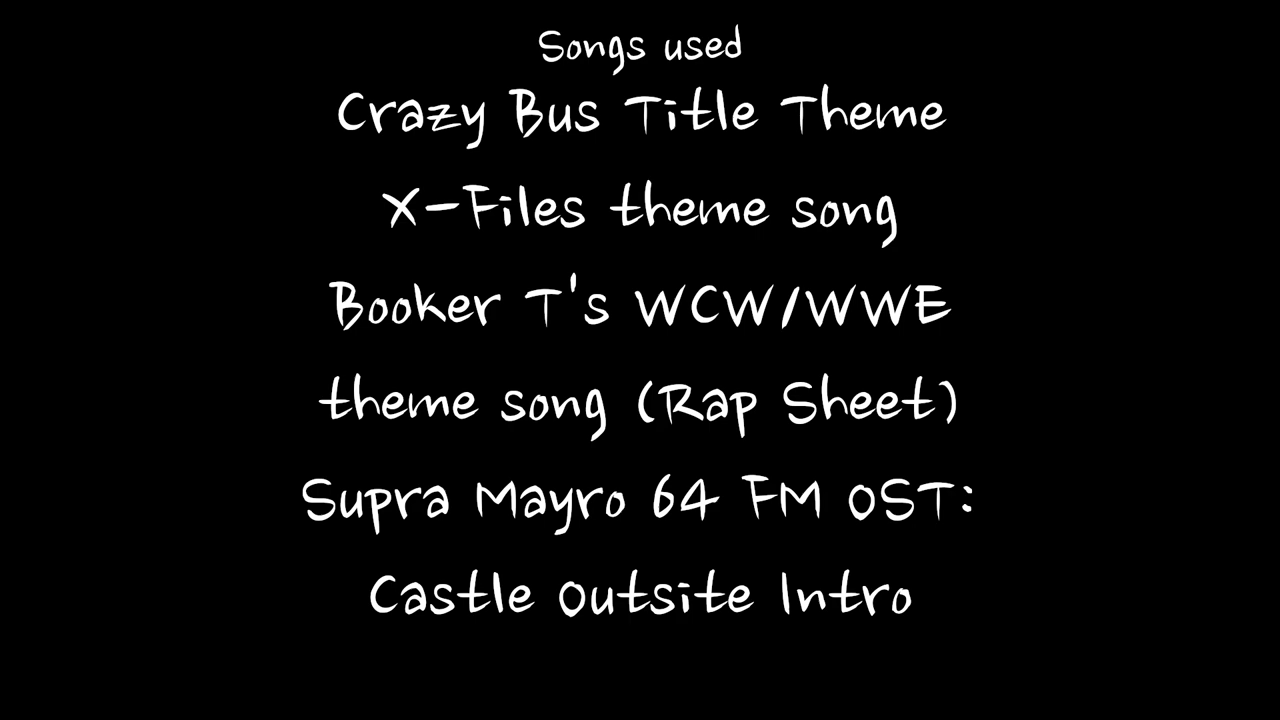 Songs used
Crazy Bus Title Theme
X-Files theme song
Booker T's WCW/WWE
theme song (Rap Sheet)
Supra Mayro 64 FM OST:
Castle Outsite Intro